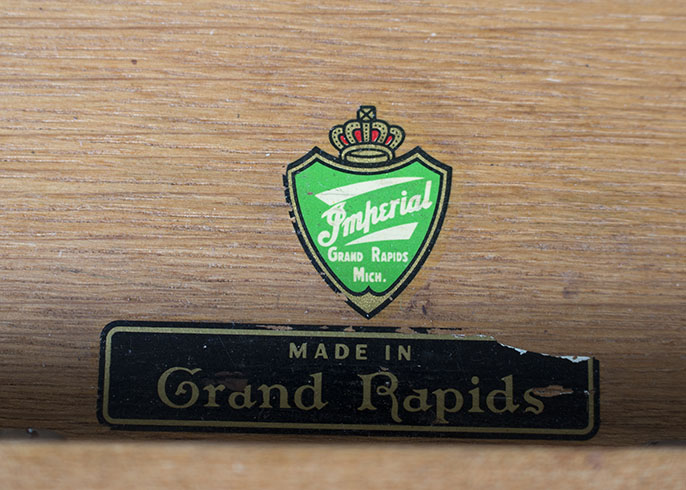 Imperial
GRAND RAPIDS
MICH.
MADE IN
Grand Rapids